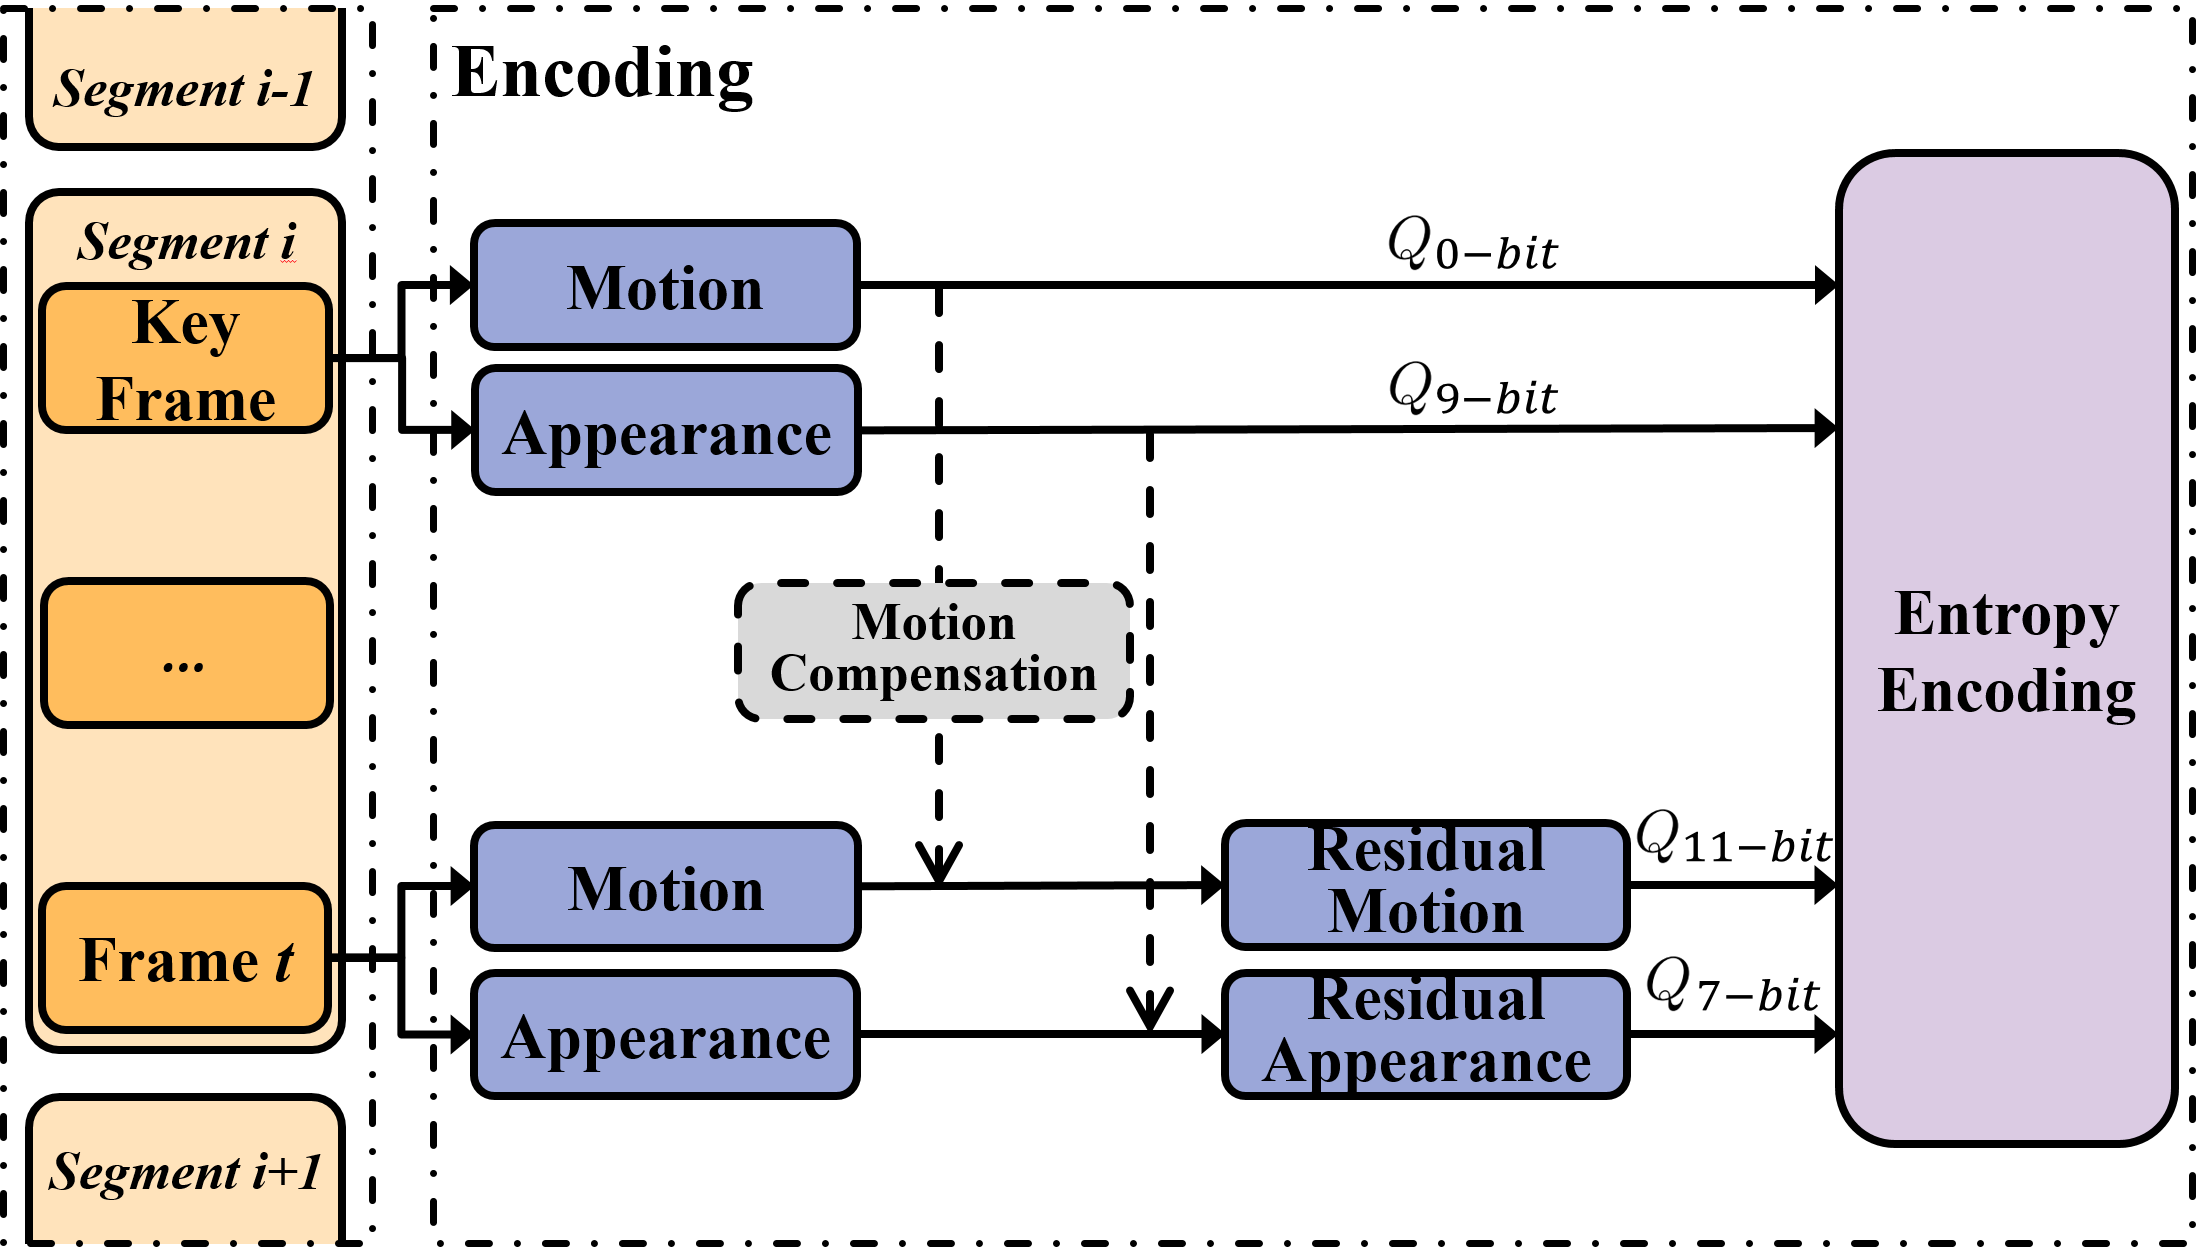 Segment i-1
Encoding
Segment i
Key
Frame
Motion
Q0-bit
Appearance
Q9-bit
...
Motion
Compensation
Entropy
Encoding
Frame t
Motion
Residual
Motion
Q11-bit
Appearance
Residual
Appearance
Q7-bit
Segment i+1